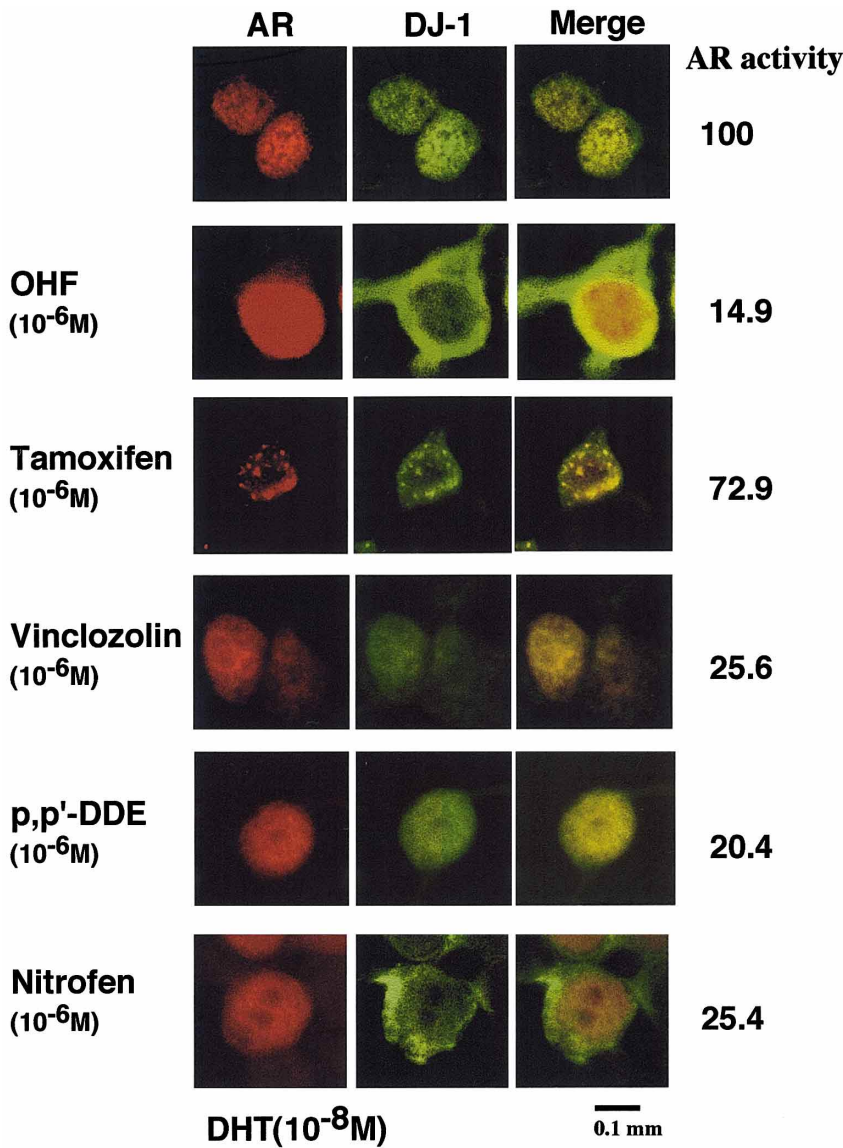 AR DJ-1 Merge
AR activity
100
OHF
(10⁻⁶M)
14.9
Tamoxifen
(10⁻⁶M)
72.9
Vinclozolin
(10⁻⁶M)
25.6
p,p'-DDE
(10⁻⁶M)
20.4
Nitrofen
(10⁻⁶M)
25.4
DHT(10⁻⁸M)
0.1 mm